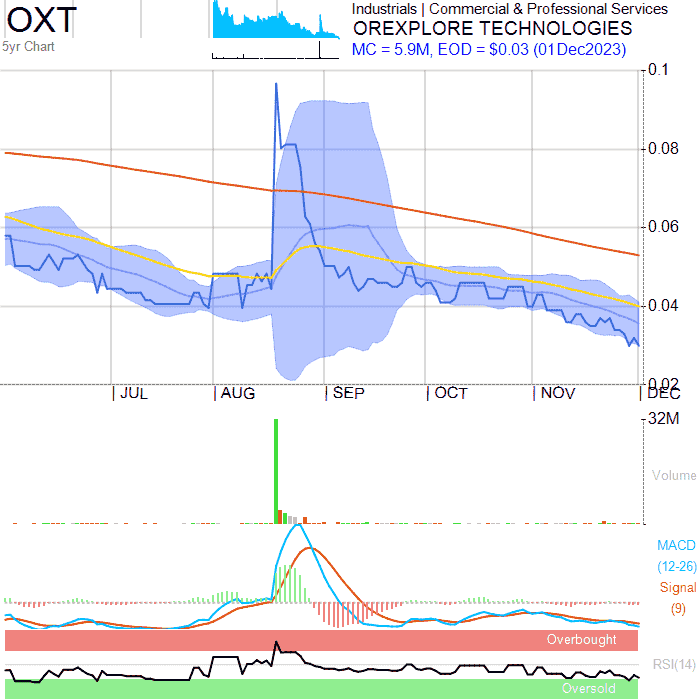 OXT
5yr Chart
Industrials | Commercial & Professional Services
OREXPLORE TECHNOLOGIES
MC = 5.9M, EOD = $0.03 (01Dec2023)
0.1
0.08
0.06
0.04
0.02
JUL AUG SEP OCT NOV DEC
32M
Volume
MACD
(12-26)
Signal
(9)
Overbought
RSI(14)
Oversold